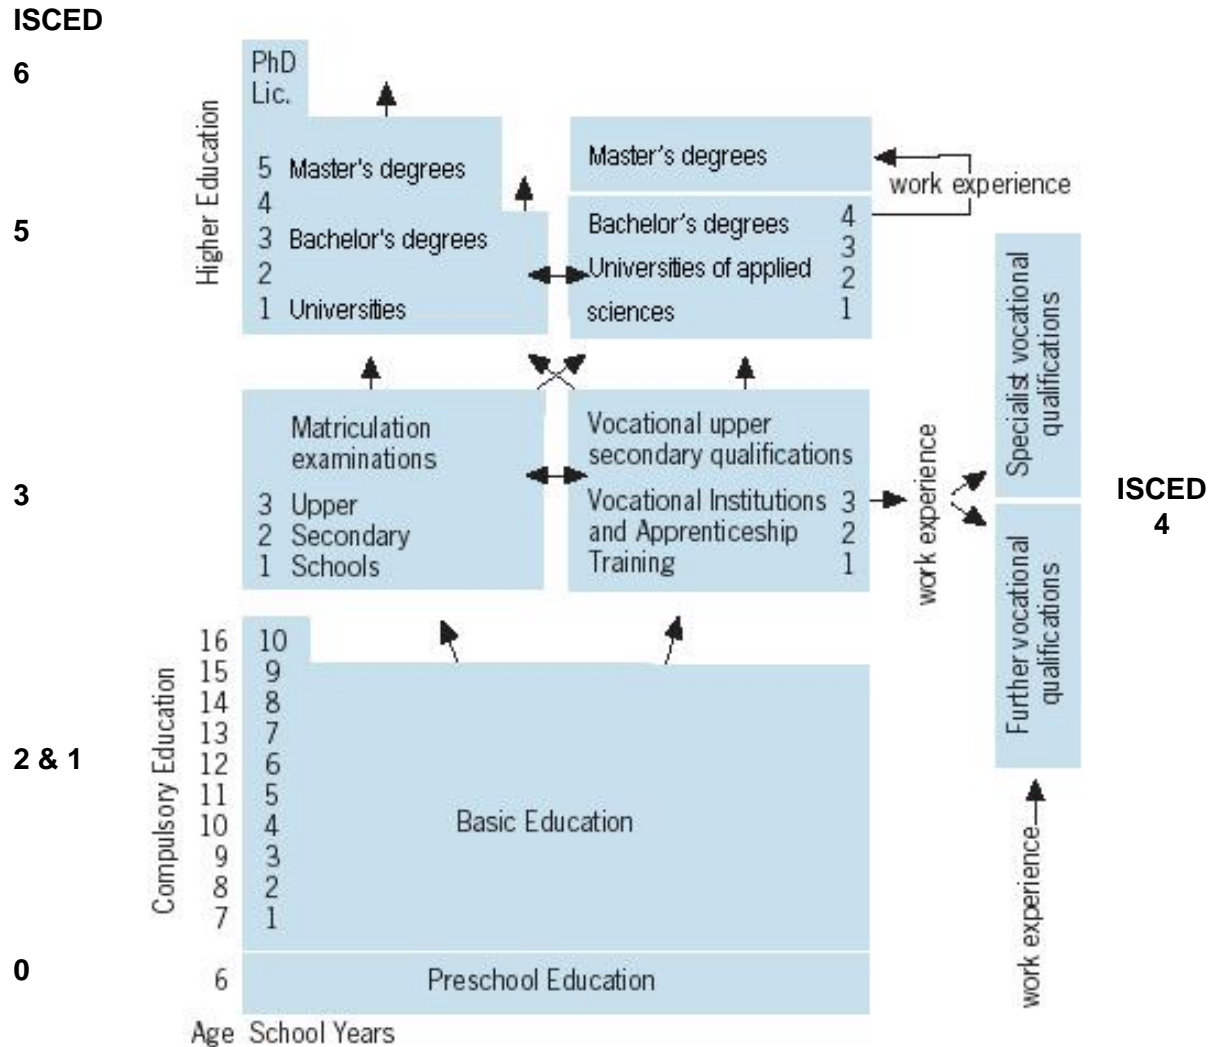 ISCED
6
PhD
Lic.
Higher Education
5 Master's degrees
4
3 Bachelor's degrees
2
1 Universities
5
Master's degrees
work experience
Bachelor's degrees 4
3
Universities of applied 2
sciences 1
3
Matriculation
examinations
3 Upper
2 Secondary
1 Schools
Vocational upper
secondary qualifications
Vocational Institutions 3
and Apprenticeship 2
Training 1
work experience
Specialist vocational
qualifications
Further vocational
qualifications
ISCED
4
work experience
Compulsory Education
2 & 1
16 10
15 9
14 8
13 7
12 6
11 5
10 4
9 3
8 2
7 1
Basic Education
0
6 Preschool Education
Age School Years